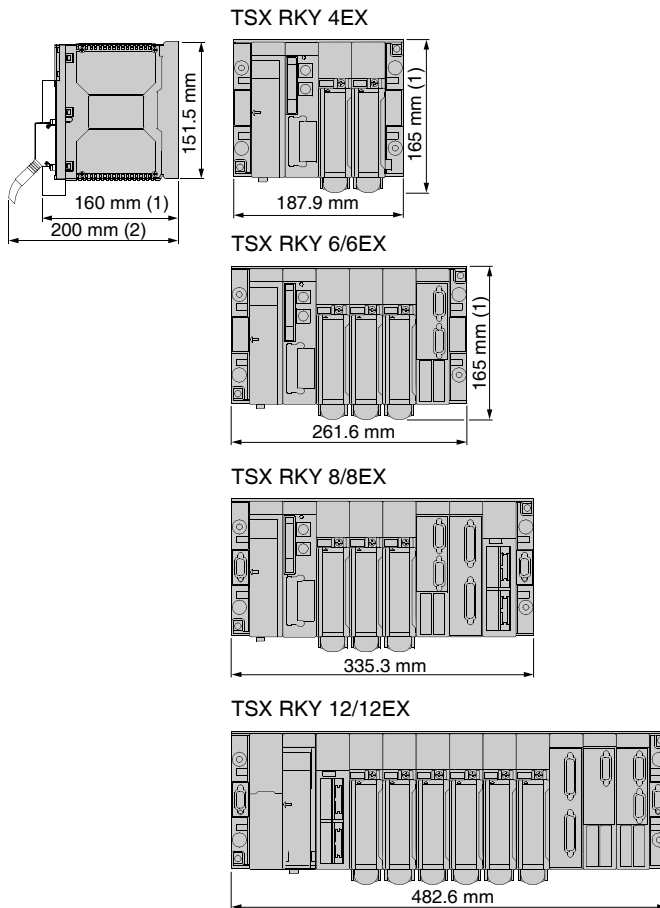 TSX RKY 4EX
151.5 mm
165 mm (1)
160 mm (1)
187.9 mm
200 mm (2)
TSX RKY 6/6EX
165 mm (1)
261.6 mm
TSX RKY 8/8EX
335.3 mm
TSX RKY 12/12EX
482.6 mm